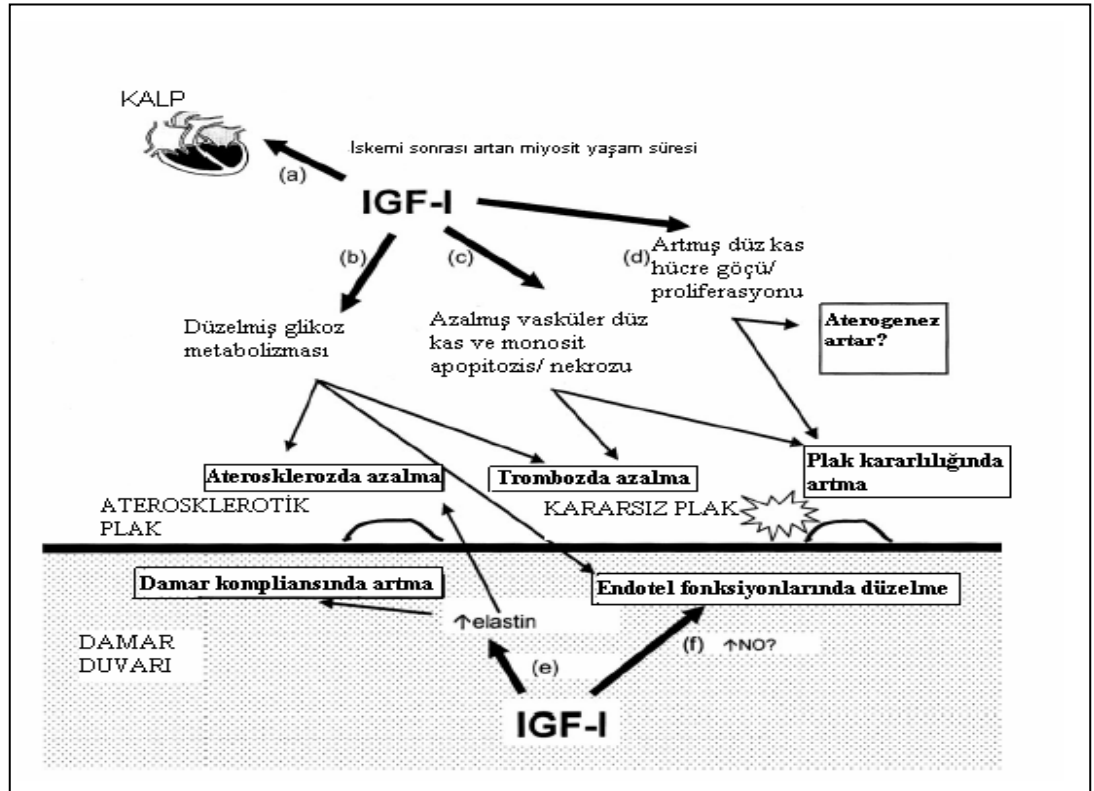 KALP
İskemi sonrası artan miyosit yaşam süresi
(a)
IGF-I
(b)
(c)
(d)
Artmış düz kas
hücre göçü/
proliferasyonu
Düzelmiş glikoz
metabolizması
Azalmış vasküler düz
kas ve monosit
apopitozis/ nekrozu
Aterogenez
artar?
Aterosklerozda azalma
Trombozda azalma
Plak kararlılığında
artma
ATEROSKLEROTİK
PLAK
KARARSIZ PLAK
Damar kompliansında artma
Endotel fonksiyonlarında düzelme
↑elastin
DAMAR
DUVARI
(e)
(f) ↑NO?
IGF-I